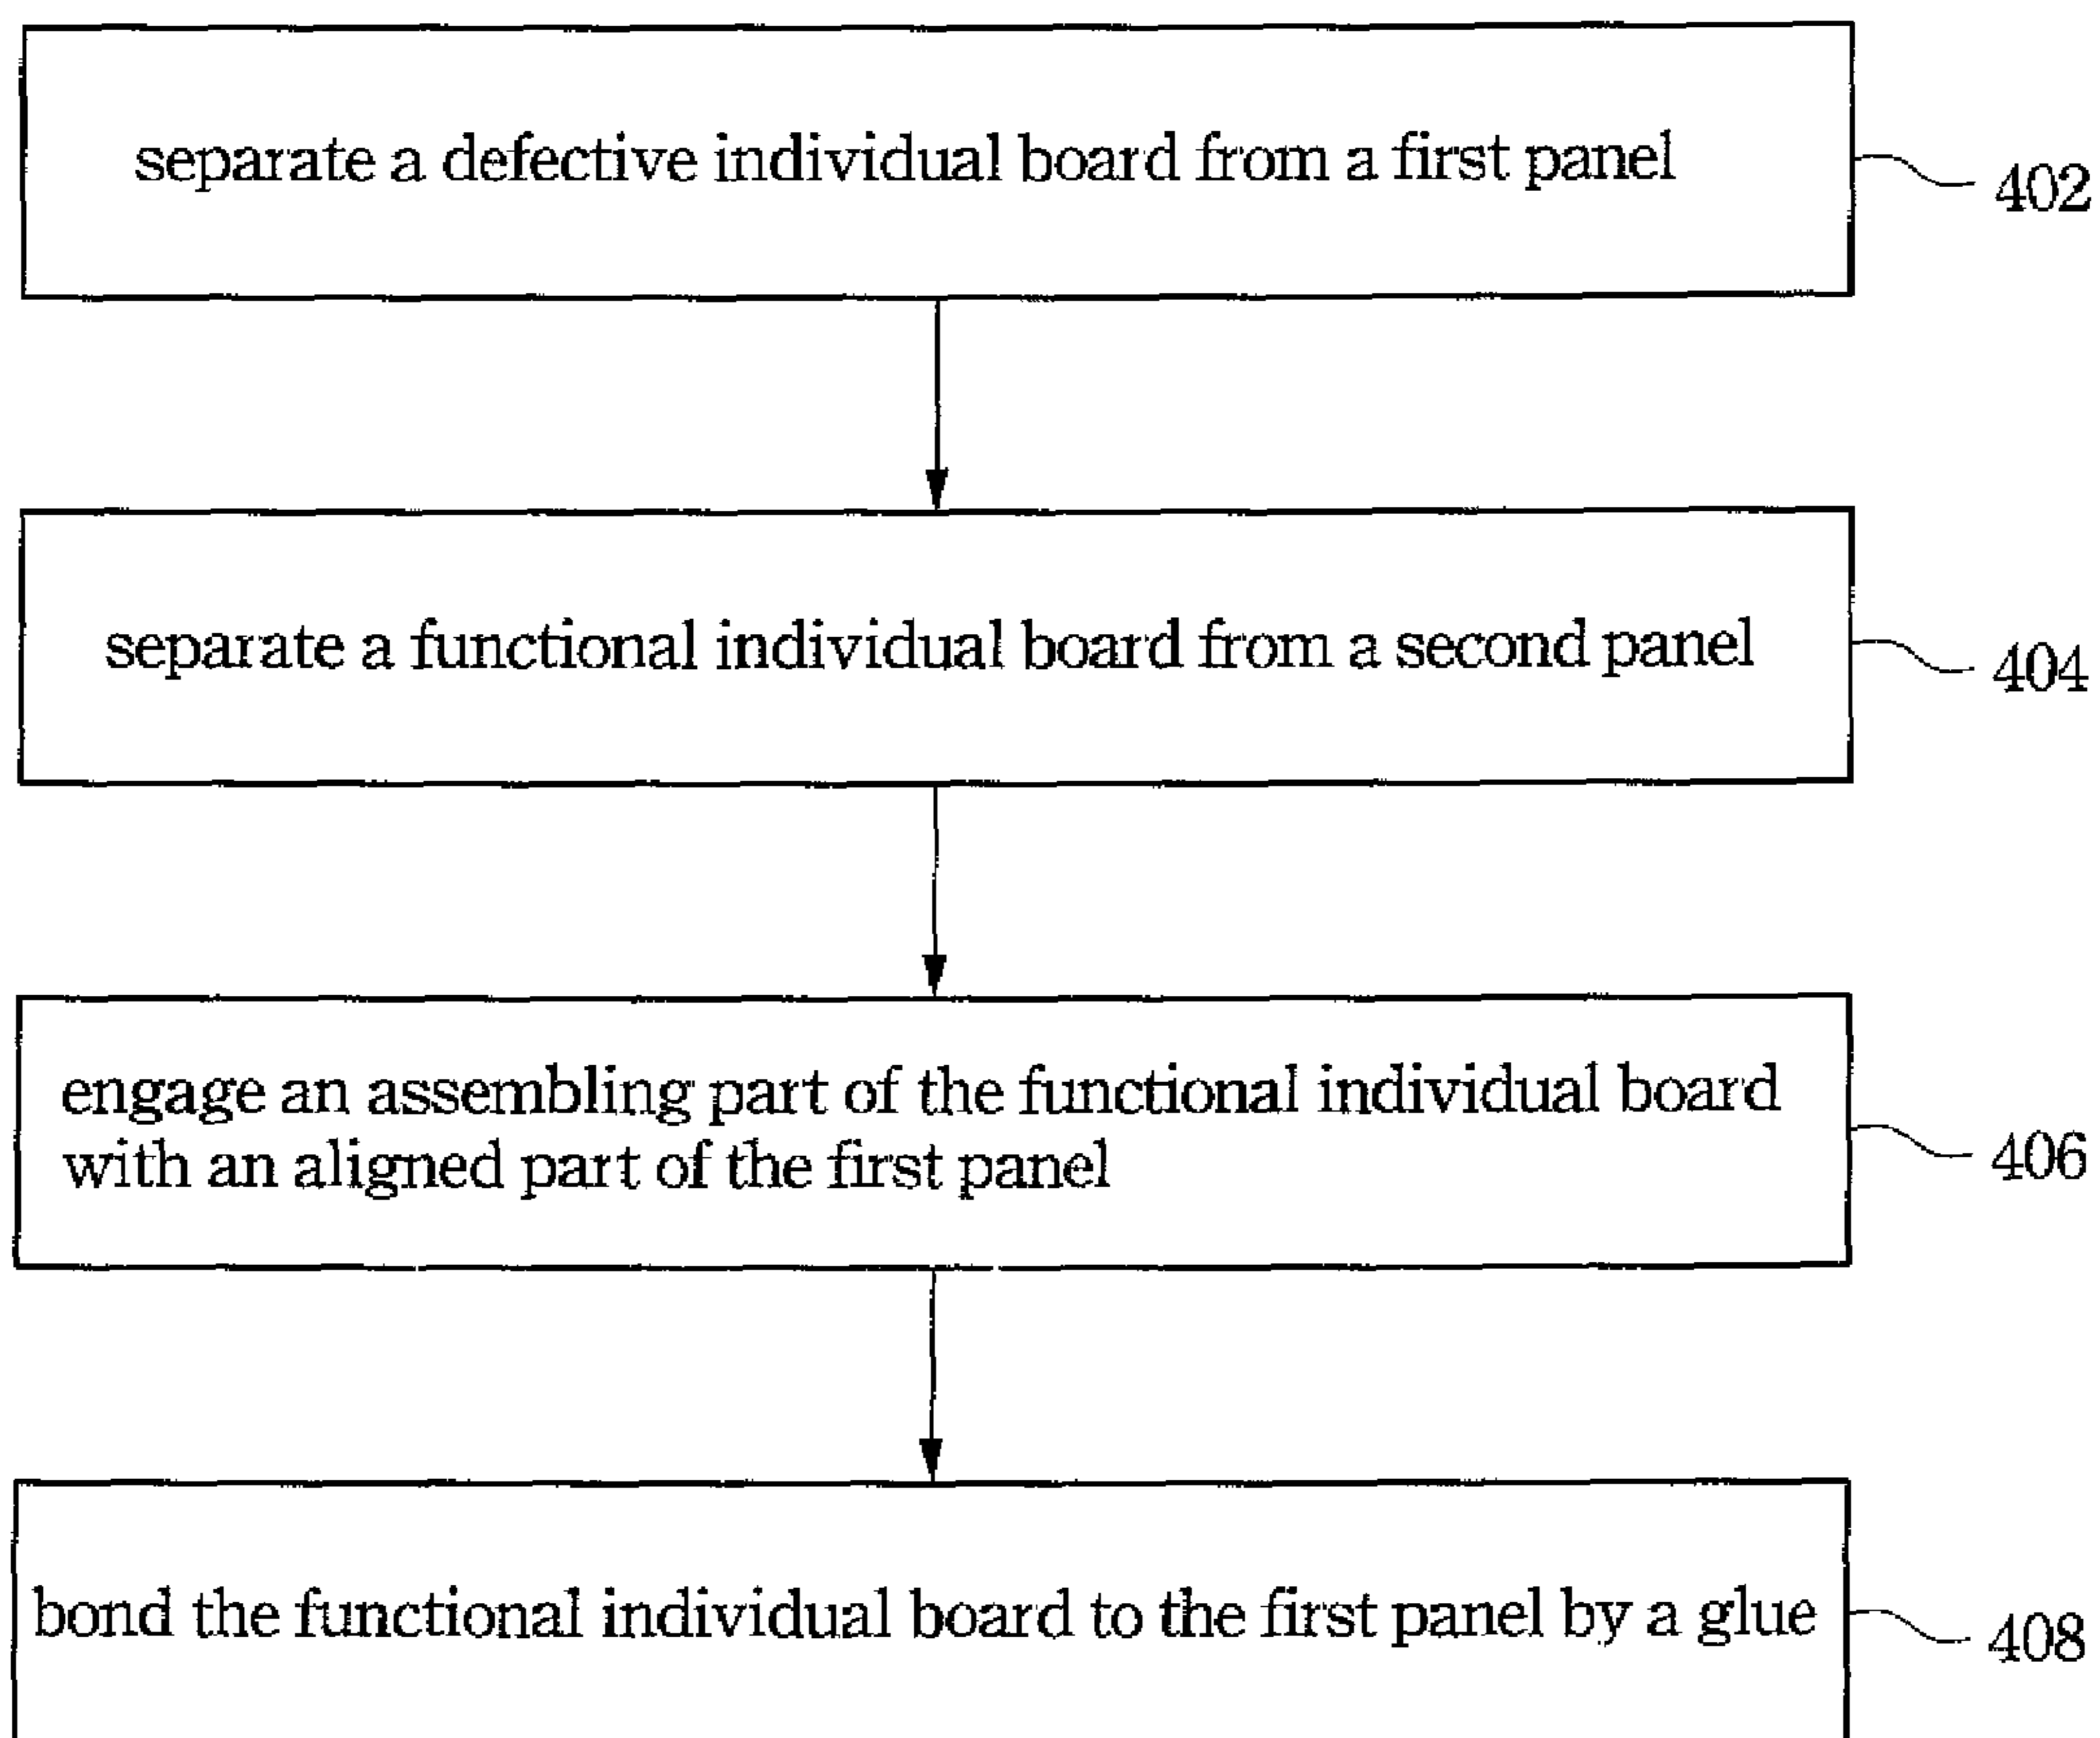 separate a defective individual board from a first panel
402
separate a functional individual board from a second panel
404
engage an assembling part of the functional individual board
with an aligned part of the first panel
406
bond the functional individual board to the first panel by a glue
408